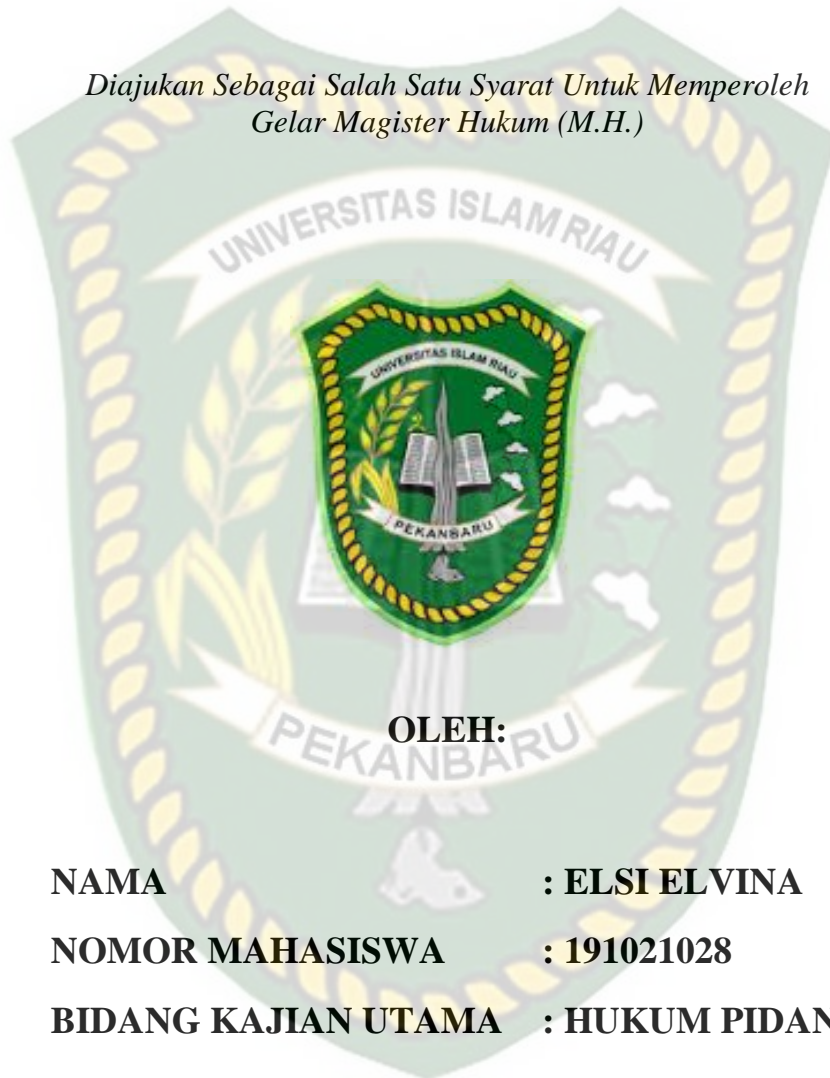 Diajukan Sebagai Salah Satu Syarat Untuk Memperoleh
Gelar Magister Hukum (M.H.)
UNIVERSITAS ISLAM RIAU
UNIVERSITAS ISLAM RIAU
PEKANBARU
OLEH:
PEKANBARU
NAMA : ELSI ELVINA
NOMOR MAHASISWA : 191021028
BIDANG KAJIAN UTAMA : HUKUM PIDAN